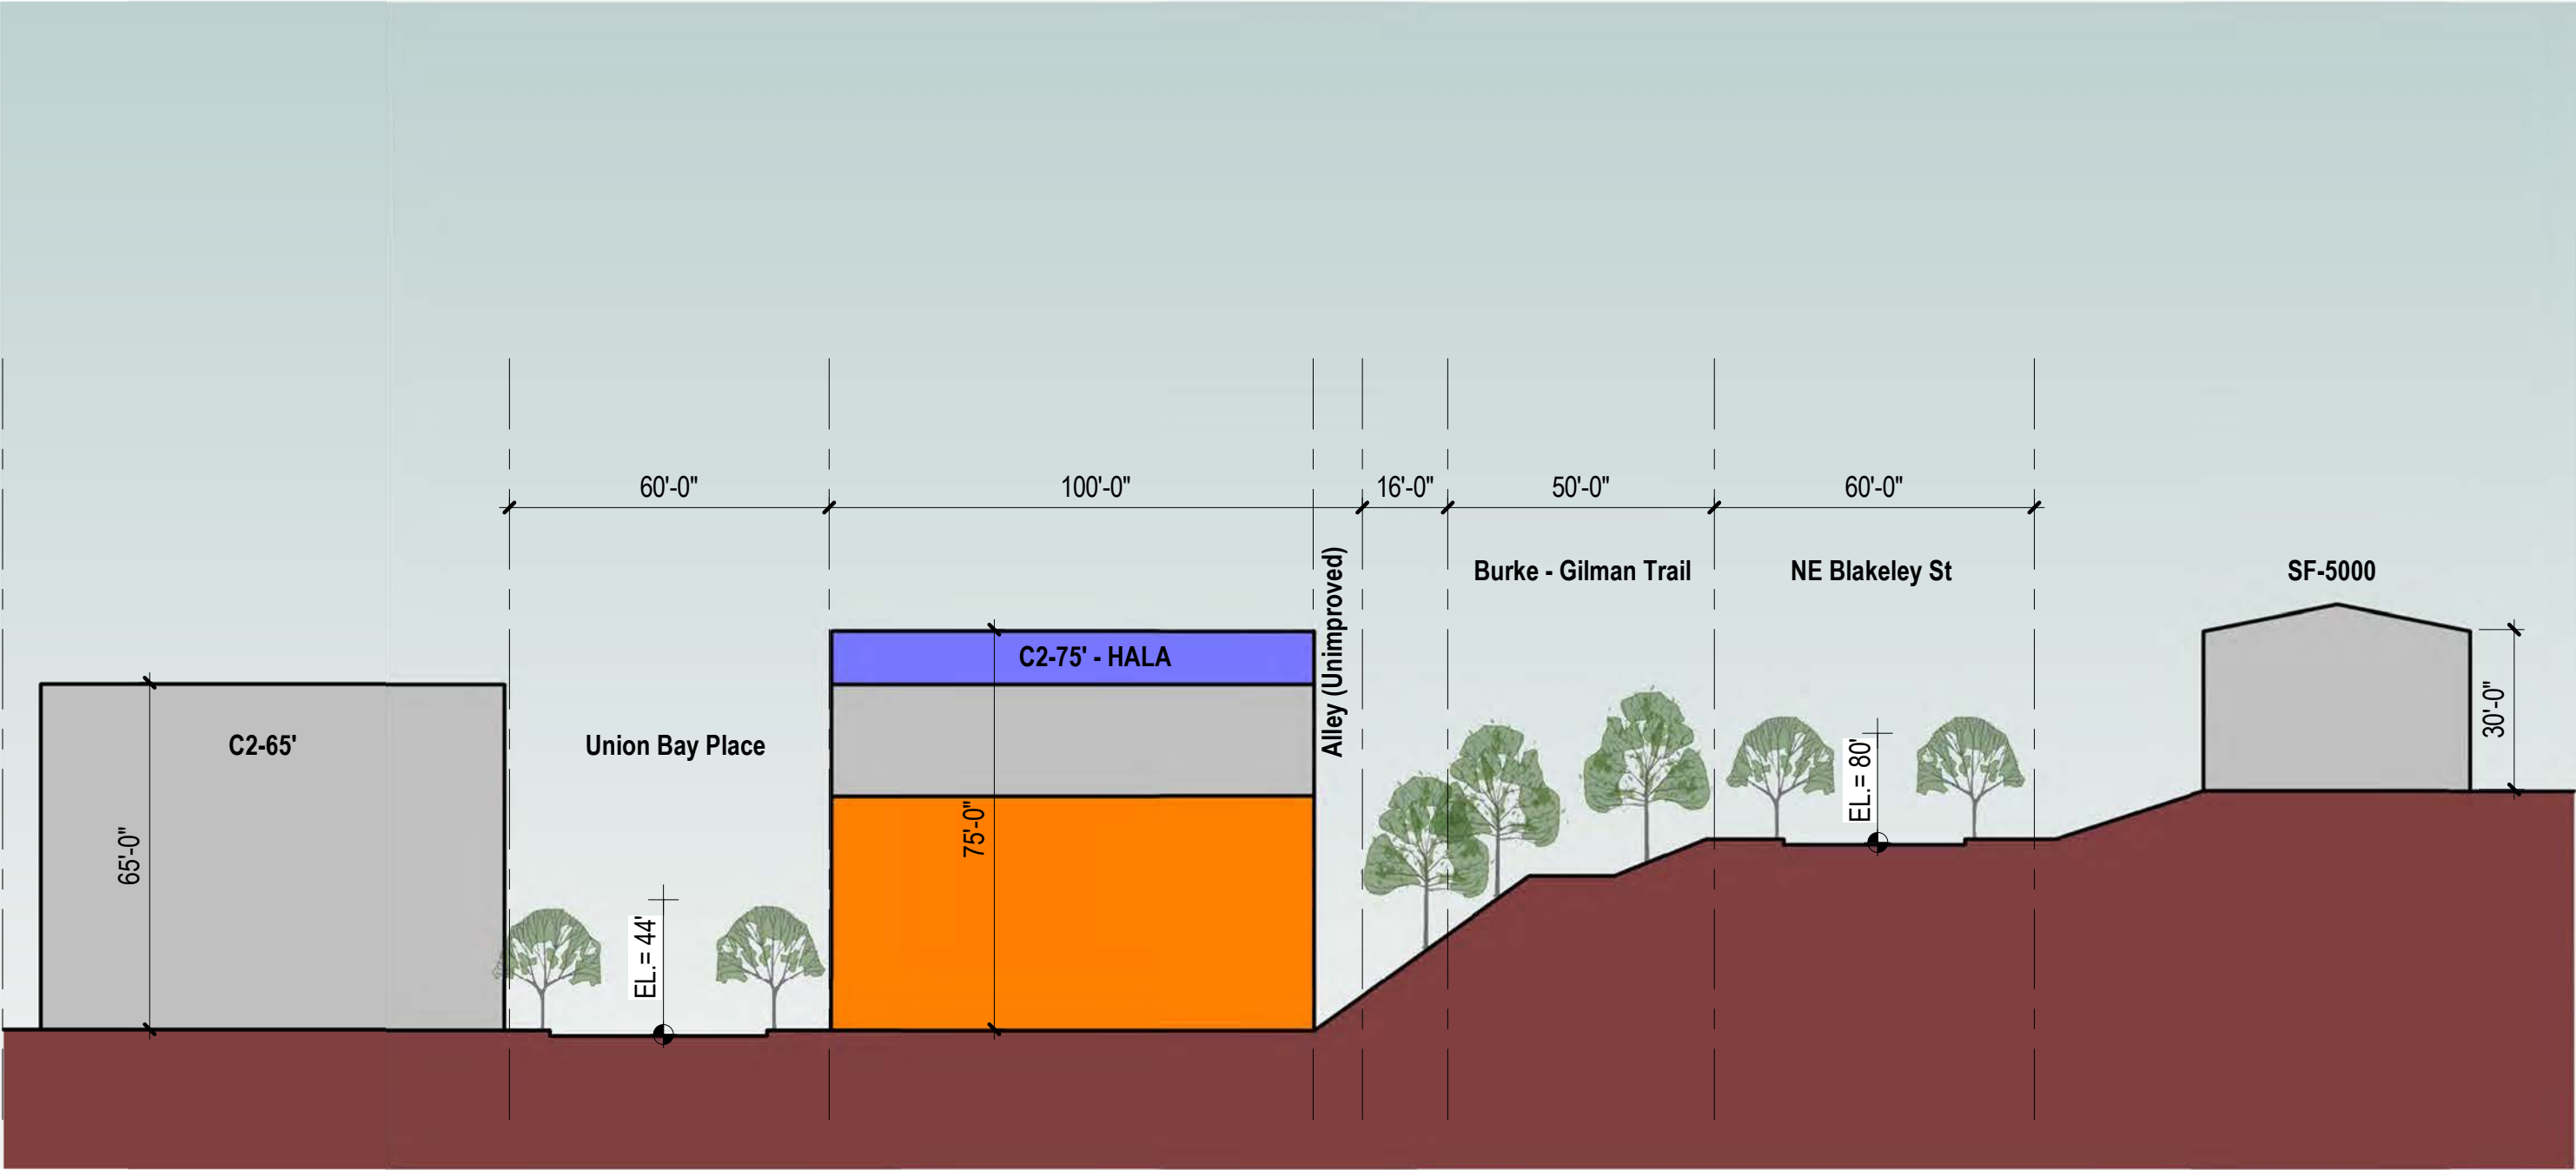 60'-0"
100'-0"
16'-0"
50'-0"
60'-0"
Burke - Gilman Trail
NE Blakeley St
SF-5000
Alley (Unimproved)
C2-75' - HALA
C2-65'
Union Bay Place
65'-0"
75'-0"
EL.= 44'
EL.= 80'
30'-0"